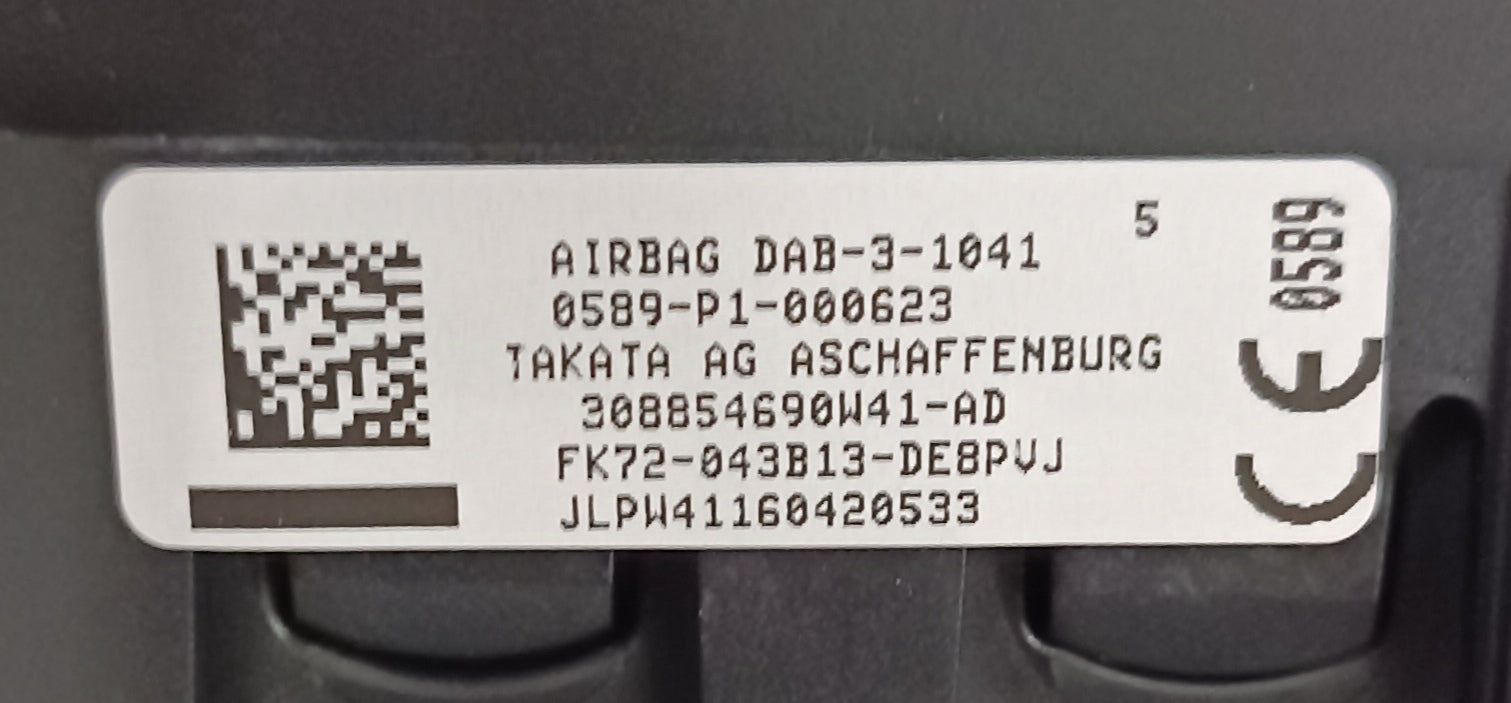 5
AIRBAG DAB-3-1041
0589-P1-000623
TAKATA AG ASCHAFFENBURG
308854690W41-AD
FK72-043B13-DE8PVJ
JLPW41160420533
CE 0589